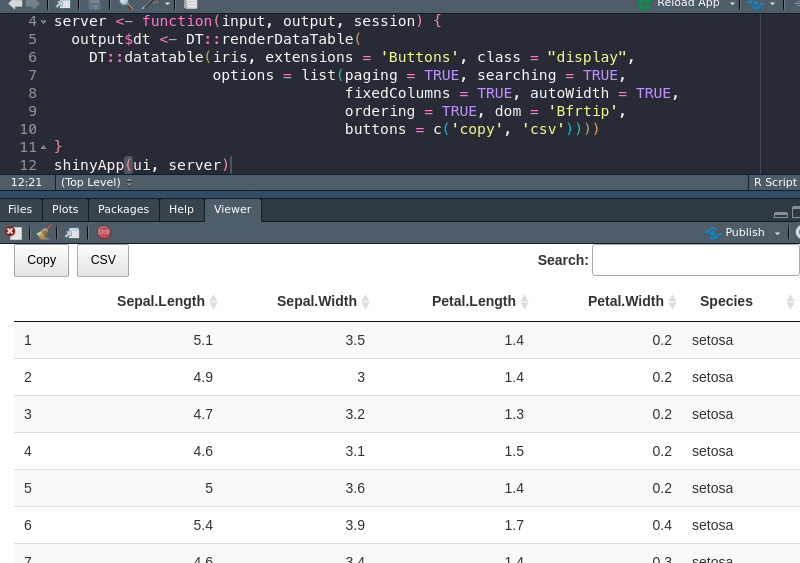 Reload App
4 server <- function(input, output, session) {
5 output$dt <- DT::renderDataTable(
6 DT::datatable(iris, extensions = 'Buttons', class = "display",
7 options = list(paging = TRUE, searching = TRUE,
8 fixedColumns = TRUE, autoWidth = TRUE,
9 ordering = TRUE, dom = 'Bfrtip',
10 buttons = c('copy', 'csv'))))
11 }
12 shinyApp(ui, server)
12:21 (Top Level) R Script
Files Plots Packages Help Viewer
STOP Publish
Copy CSV Search:
Sepal.Length Sepal.Width Petal.Length Petal.Width Species
1 5.1 3.5 1.4 0.2 setosa
2 4.9 3 1.4 0.2 setosa
3 4.7 3.2 1.3 0.2 setosa
4 4.6 3.1 1.5 0.2 setosa
5 5 3.6 1.4 0.2 setosa
6 5.4 3.9 1.7 0.4 setosa
7 4.6 3.4 1.4 0.3 setosa